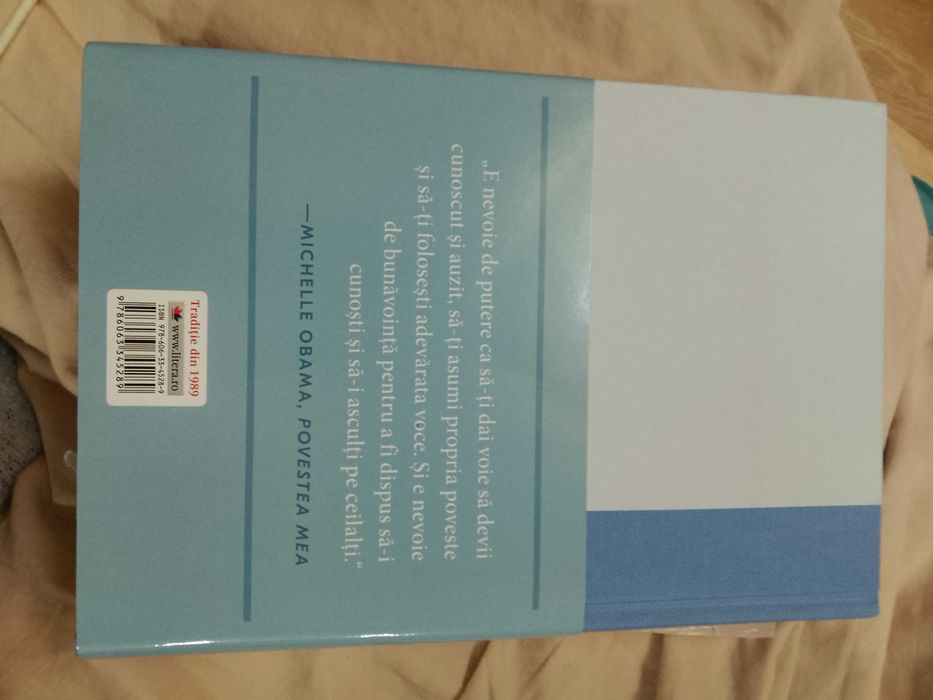 „E nevoie de putere ca să-ți dai voie să devii
cunoscut și auzit, să-ți asumi propria poveste
și să-ți folosești adevărata voce. Și e nevoie
de bunăvoință pentru a fi dispus să-i
cunoști și să-i asculți pe ceilalți.“
—MICHELLE OBAMA, POVESTEA MEA
Tradiție din 1989
www.litera.ro
ISBN 978-606-33-4528-9
9786063345289